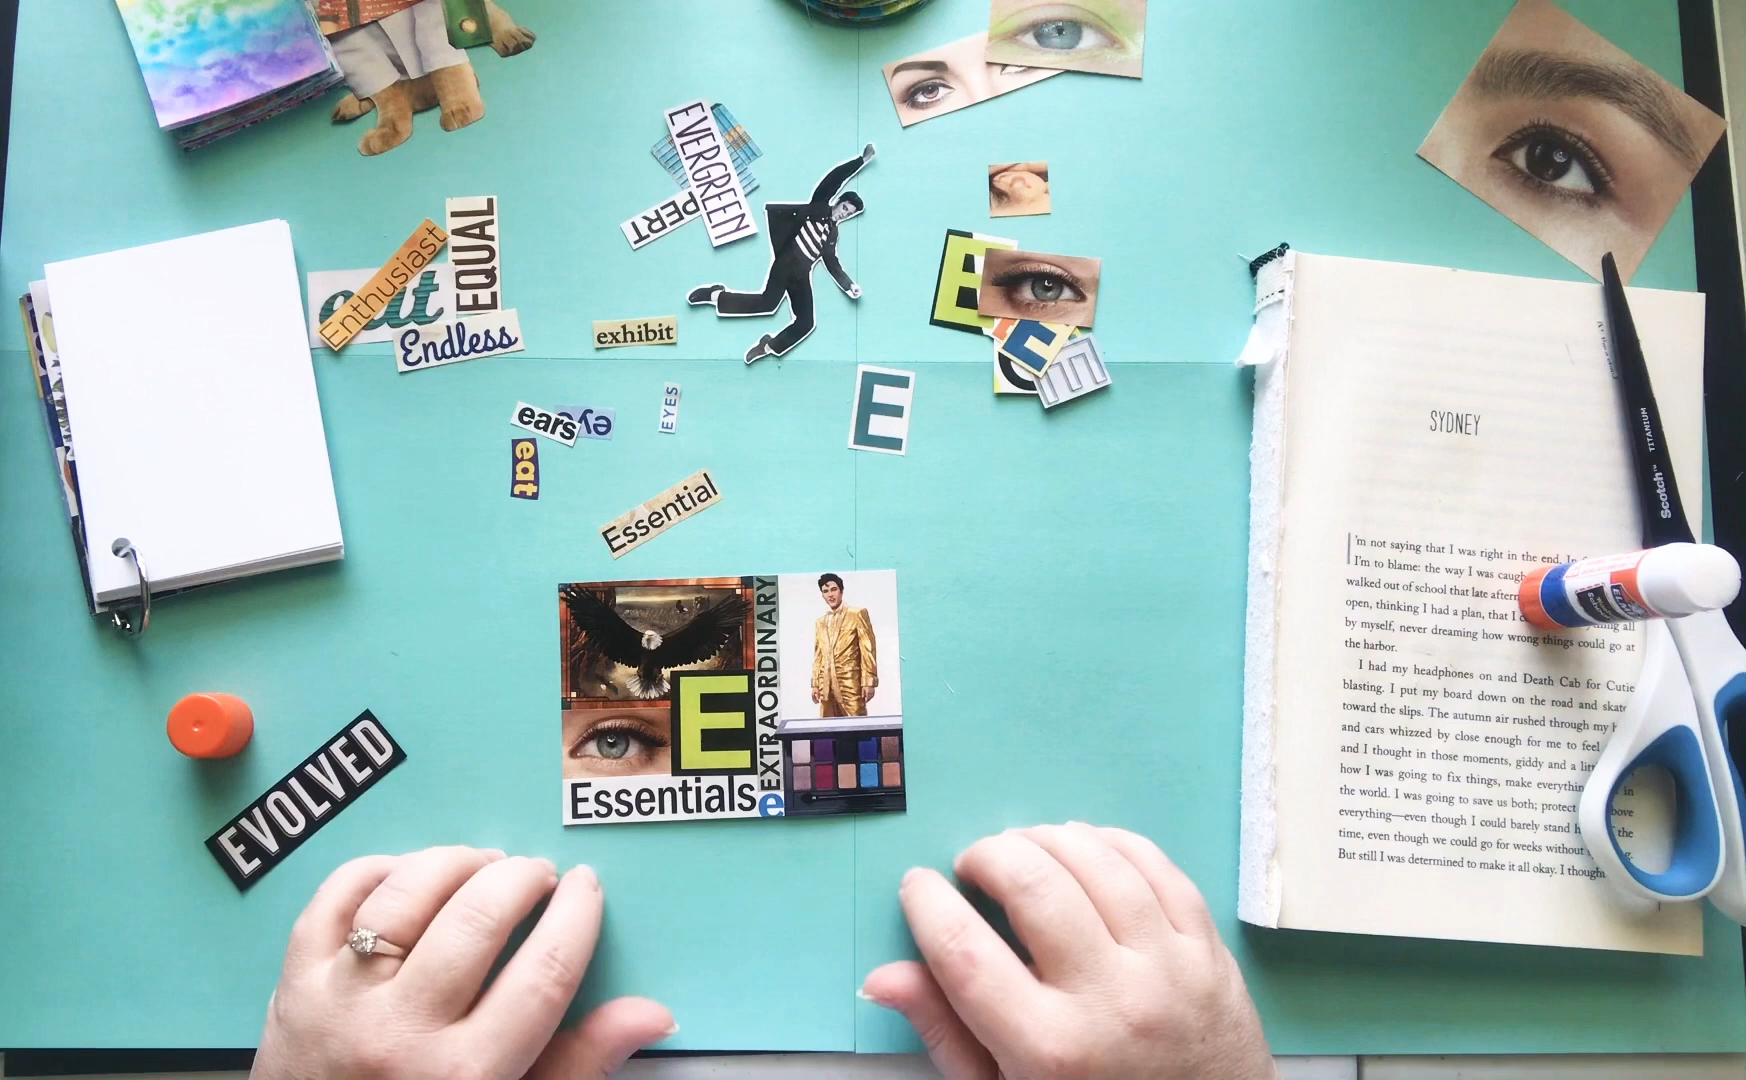 EVERGREEN
PERT
EQUAL
Enthusiast
eat
Endless
exhibit
E
E
E
E
ears
eye
EYES
eat
E
Essential
EXTRAORDINARY
E
Essentials
e
EVOLVED
SYDNEY
I'm not saying that I was right in the end.
I'm to blame: the way I was caugh
walked out of school that late aftern
open, thinking I had a plan, that I c
by myself, never dreaming how wrong things could go at
the harbor.
I had my headphones on and Death Cab for Cutie
blasting. I put my board down on the road and skate
toward the slips. The autumn air rushed through my
and cars whizzed by close enough for me to feel
and I thought in those moments, giddy and a litt
how I was going to fix things, make everythin in
the world. I was going to save us both; protect above
everything—even though I could barely stand h the
time, even though we could go for weeks without
But still I was determined to make it all okay. I though
Scotch™ TITANIUM